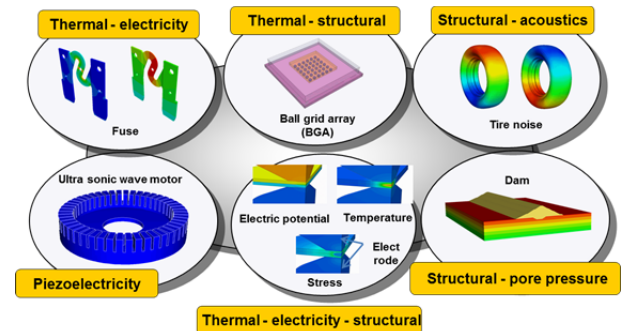 Thermal - electricity
Thermal - structural
Structural - acoustics
Fuse
Ball grid array
(BGA)
Tire noise
Ultra sonic wave motor
Electric potential
Temperature
Elect
rode
Stress
Dam
Piezoelectricity
Structural - pore pressure
Thermal - electricity - structural